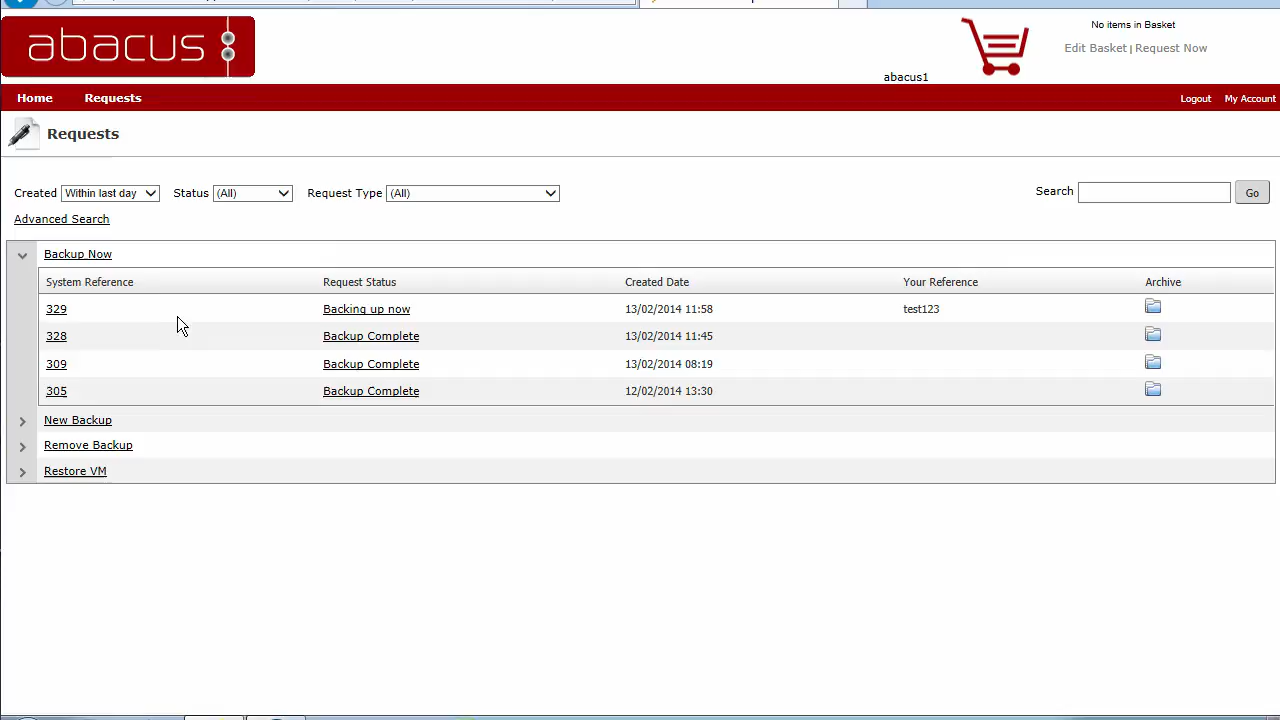 No items in Basket
abacus
Edit Basket | Request Now
abacus1
Home Requests Logout My Account
Requests
Created Within last day Status (All) Request Type (All) Search Go
Advanced Search
Backup Now
System Reference Request Status Created Date Your Reference Archive
329 Backing up now 13/02/2014 11:58 test123
328 Backup Complete 13/02/2014 11:45
309 Backup Complete 13/02/2014 08:19
305 Backup Complete 12/02/2014 13:30
New Backup
Remove Backup
Restore VM